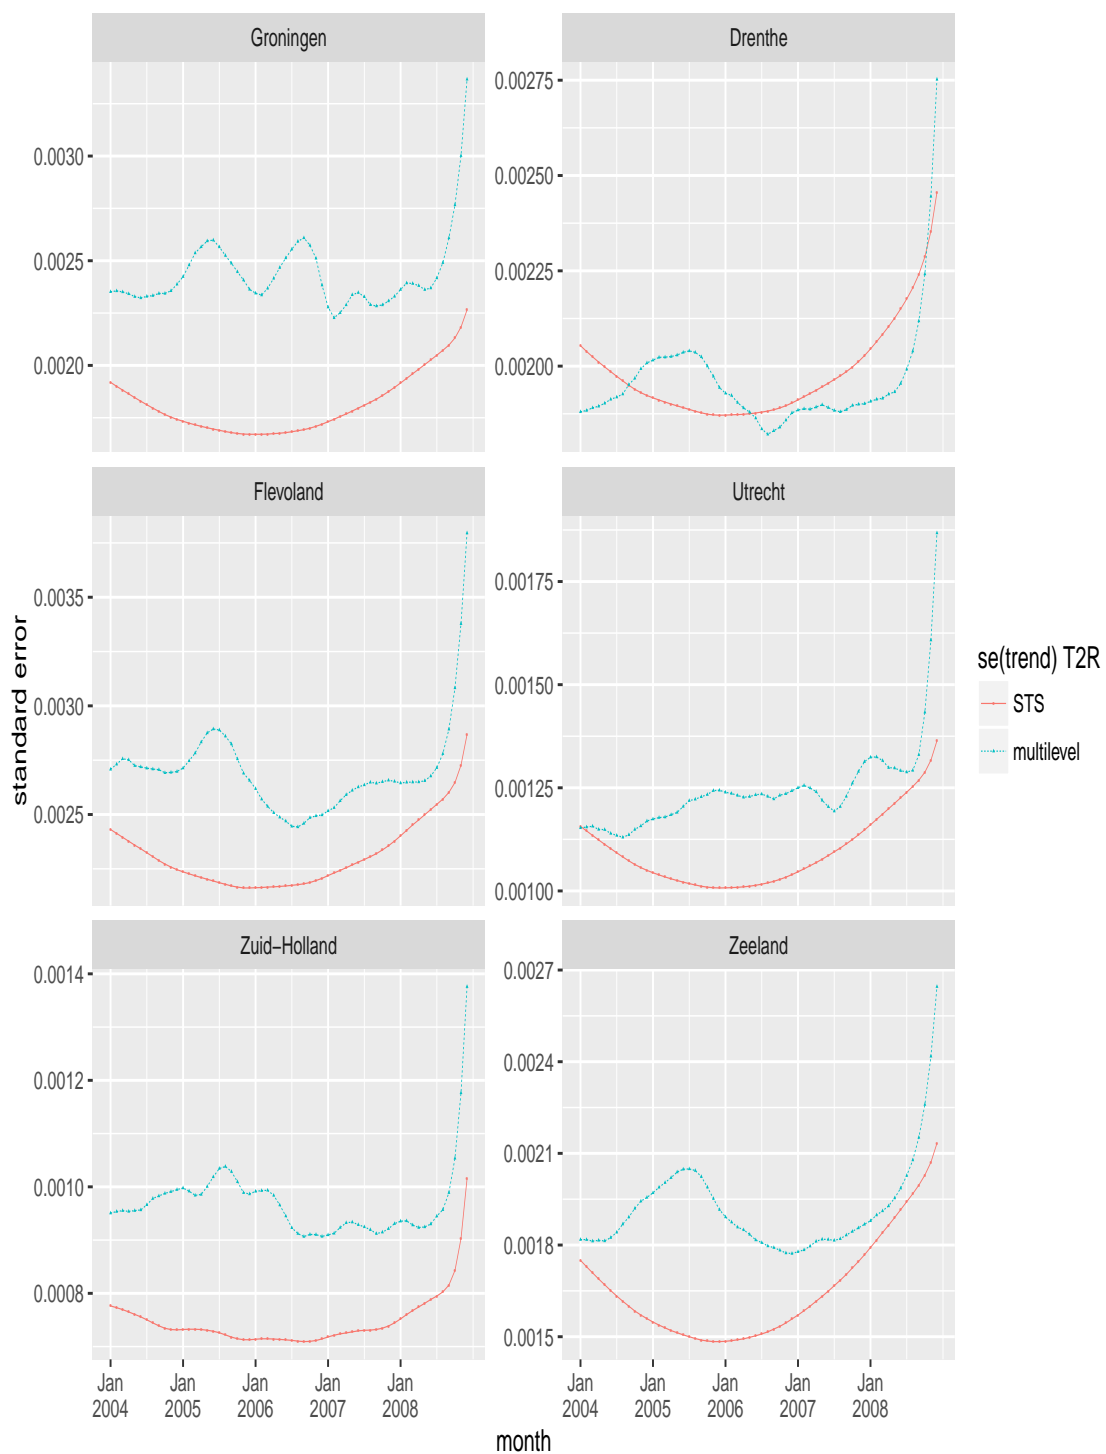 Groningen
Drenthe
0.0030
0.0025
0.0020
0.00275
0.00250
0.00225
0.00200
Flevoland
Utrecht
0.0035
0.0030
0.0025
0.00175
0.00150
0.00125
0.00100
Zuid−Holland
Zeeland
0.0014
0.0012
0.0010
0.0008
0.0027
0.0024
0.0021
0.0018
0.0015
Jan
2004
Jan
2005
Jan
2006
Jan
2007
Jan
2008
Jan
2004
Jan
2005
Jan
2006
Jan
2007
Jan
2008
month
standard error
se(trend) T2R
STS
multilevel